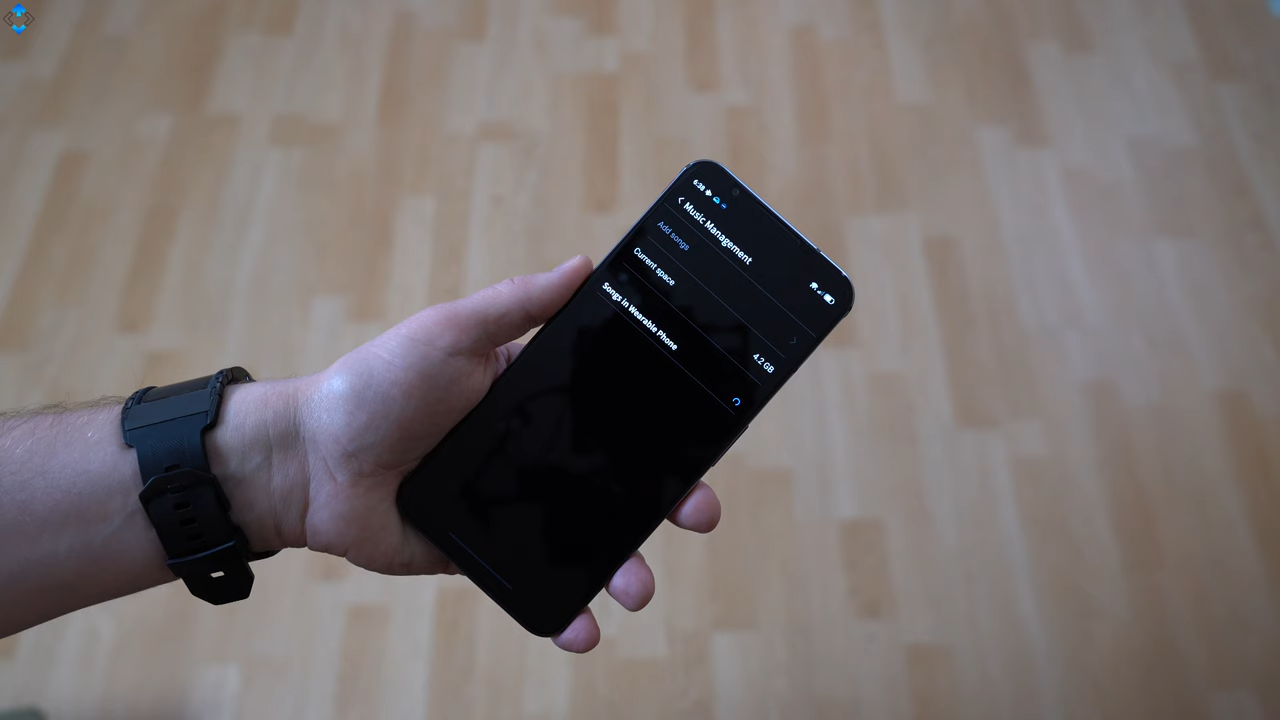 6:38
Music Management
Add songs
Current space
4.2 GB
Songs in Wearable Phone